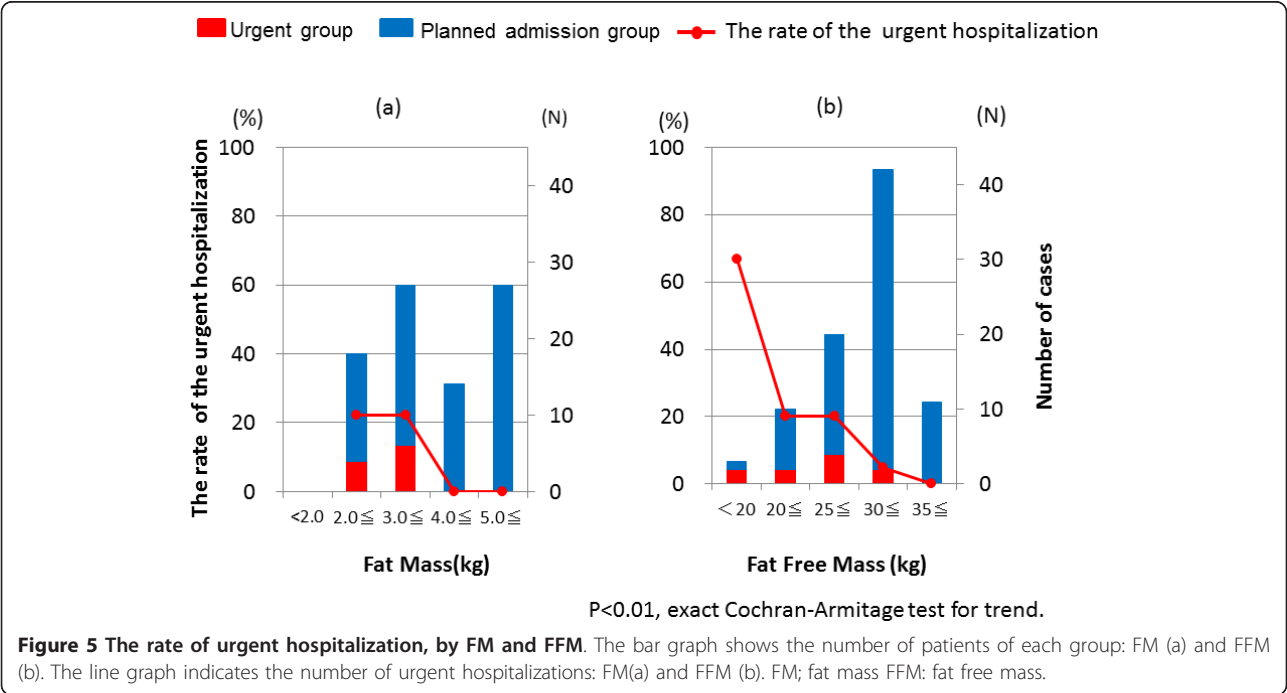 Urgent group Planned admission group The rate of the urgent hospitalization
(a) (b)
(%) (N) (%) (N)
The rate of the urgent hospitalization
100
80
60
40
20
0
40
30
20
10
0
<2.0 2.0≦ 3.0≦ 4.0≦ 5.0≦
Fat Mass(kg)
100
80
60
40
20
0
40
30
20
10
0
Number of cases
＜20 20≦ 25≦ 30≦ 35≦
Fat Free Mass (kg)
P<0.01, exact Cochran-Armitage test for trend.
Figure 5 The rate of urgent hospitalization, by FM and FFM. The bar graph shows the number of patients of each group: FM (a) and FFM
(b). The line graph indicates the number of urgent hospitalizations: FM(a) and FFM (b). FM; fat mass FFM: fat free mass.